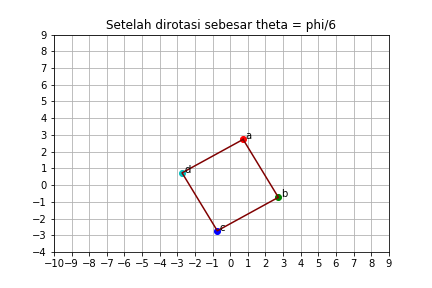 Setelah dirotasi sebesar theta = phi/6
9
8
7
6
5
4
3
2
1
0
−1
−2
−3
−4
a
b
c
d
−10−9 −8 −7 −6 −5 −4 −3 −2 −1 0 1 2 3 4 5 6 7 8 9